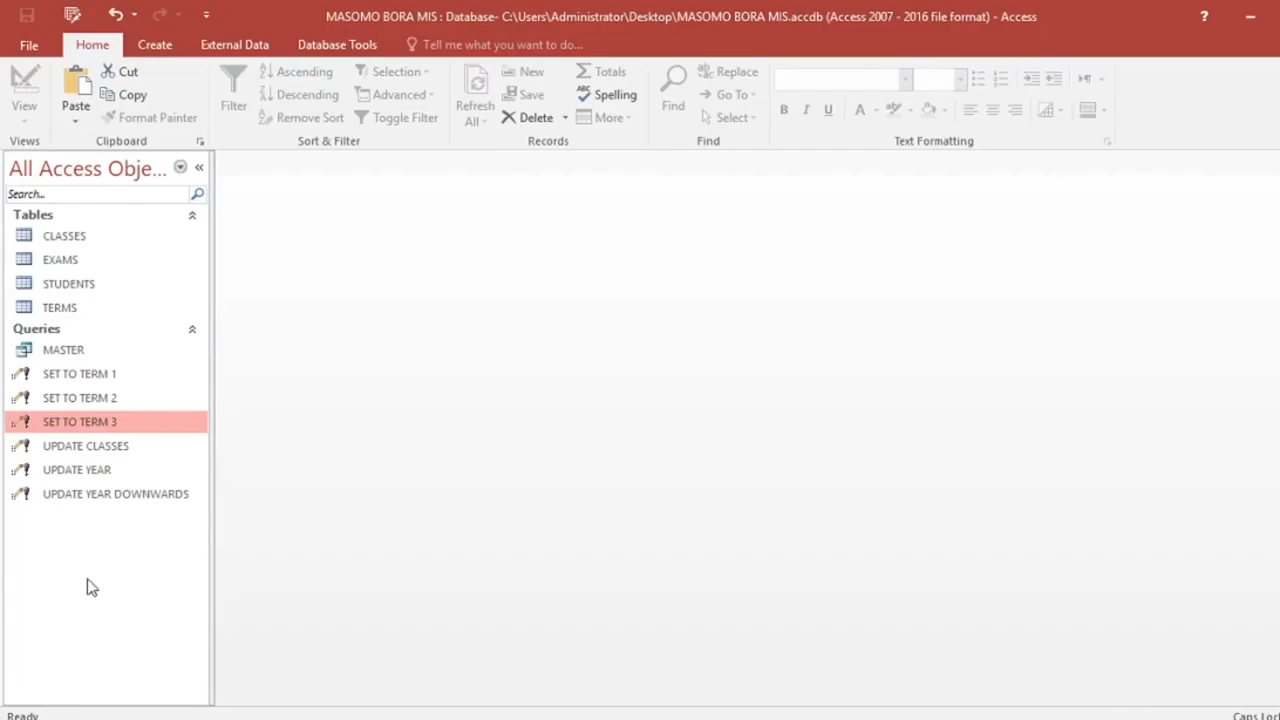 MASOMO BORA MIS : Database- C:\Users\Administrator\Desktop\MASOMO BORA MIS.accdb (Access 2007 - 2016 file format) - Access
?
File Home Create External Data Database Tools Tell me what you want to do...
View
Views
Paste
Cut
Copy
Format Painter
Clipboard
Filter
Ascending
Descending
Remove Sort
Selection
Advanced
Toggle Filter
Sort & Filter
Refresh
All
New
Save
Delete
Totals
Spelling
More
Records
Find
Replace
Go To
Select
Find
B I U A
Text Formatting
All Access Obje...
Search...
Tables
CLASSES
EXAMS
STUDENTS
TERMS
Queries
MASTER
SET TO TERM 1
SET TO TERM 2
SET TO TERM 3
UPDATE CLASSES
UPDATE YEAR
UPDATE YEAR DOWNWARDS
Ready
Caps Loc